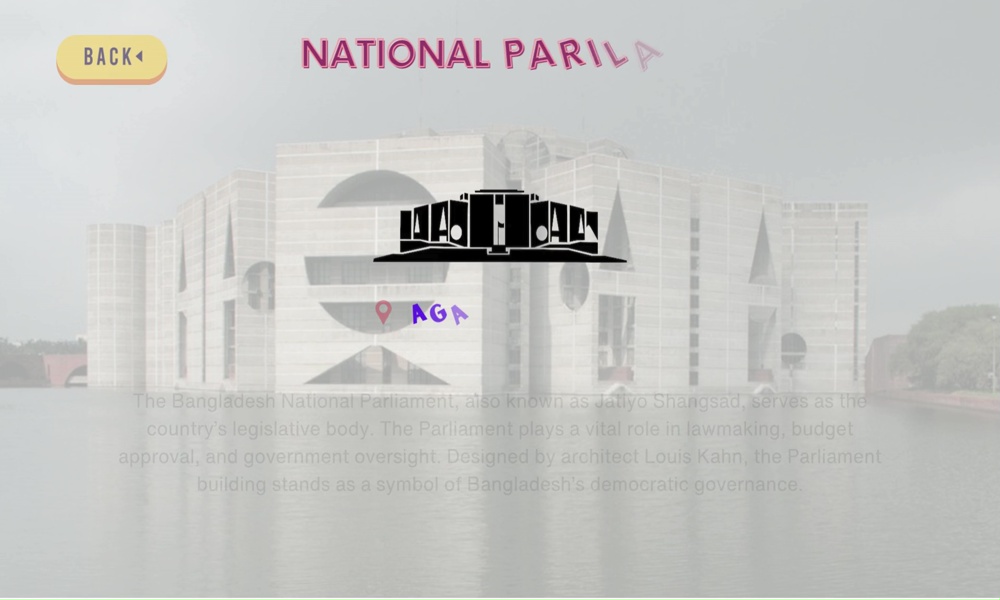 BACK
NATIONAL PARILA
AGA
The Bangladesh National Parliament, also known as Jatiyo Shangsad, serves as the
country's legislative body. The Parliament plays a vital role in lawmaking, budget
approval, and government oversight. Designed by architect Louis Kahn, the Parliament
building stands as a symbol of Bangladesh's democratic governance.